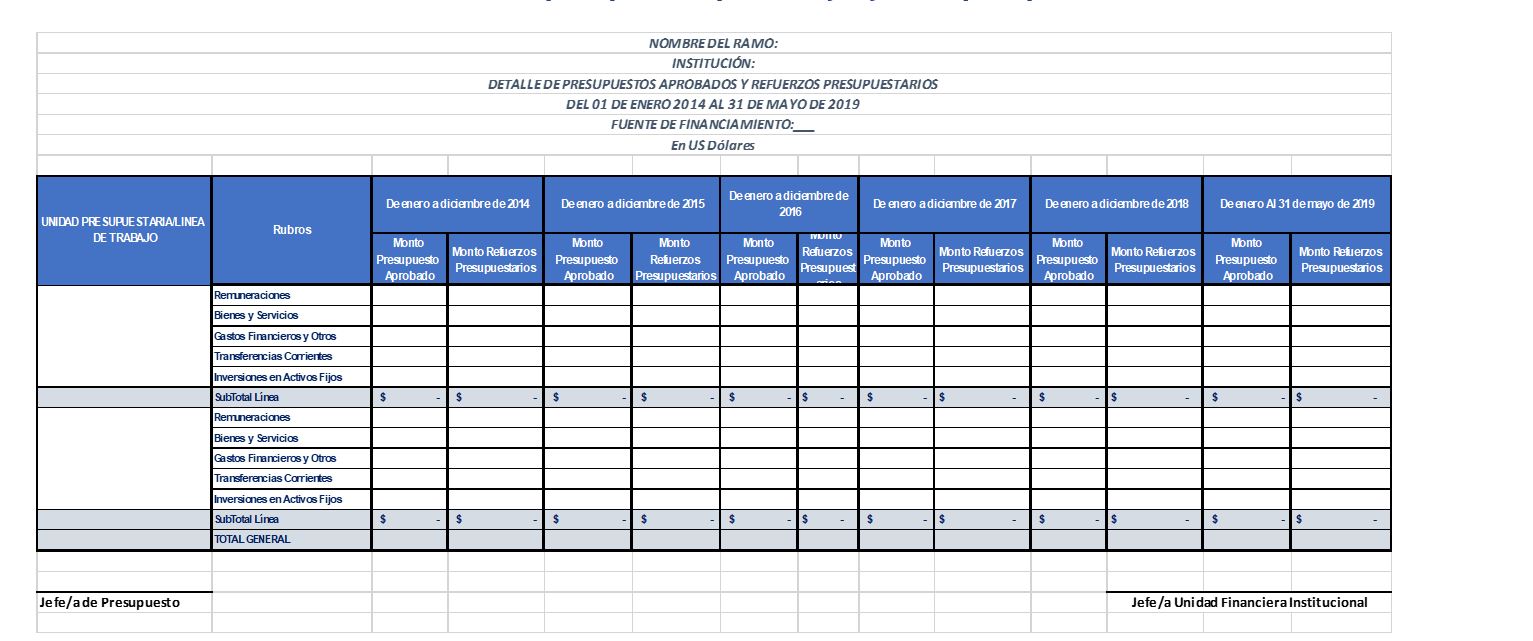 NOMBRE DEL RAMO:
INSTITUCIÓN:
DETALLE DE PRESUPUESTOS APROBADOS Y REFUERZOS PRESUPUESTARIOS
DEL 01 DE ENERO 2014 AL 31 DE MAYO DE 2019
FUENTE DE FINANCIAMIENTO:___
En US Dólares
UNIDAD PRESUPUESTARIA/LINEA
DE TRABAJO
Rubros
De enero a diciembre de 2014
De enero a diciembre de 2015
De enero a diciembre de
2016
De enero a diciembre de 2017
De enero a diciembre de 2018
De enero Al 31 de mayo de 2019
Monto
Presupuesto
Aprobado
Monto Refuerzos
Presupuestarios
Monto
Presupuesto
Aprobado
Monto
Refuerzos
Presupuestarios
Monto
Presupuesto
Aprobado
Monto
Refuerzos
Presupuest
arios
Monto
Presupuesto
Aprobado
Monto Refuerzos
Presupuestarios
Monto
Presupuesto
Aprobado
Monto Refuerzos
Presupuestarios
Monto
Presupuesto
Aprobado
Monto Refuerzos
Presupuestarios
Remuneraciones
Bienes y Servicios
Gastos Financieros y Otros
Transferencias Corrientes
Inversiones en Activos Fijos
SubTotal Línea $ - $ - $ - $ - $ - $ - $ - $ - $ - $ - $ - $ -
Remuneraciones
Bienes y Servicios
Gastos Financieros y Otros
Transferencias Corrientes
Inversiones en Activos Fijos
SubTotal Línea $ - $ - $ - $ - $ - $ - $ - $ - $ - $ - $ - $ -
TOTAL GENERAL
Jefe/a de Presupuesto
Jefe/a Unidad Financiera Institucional